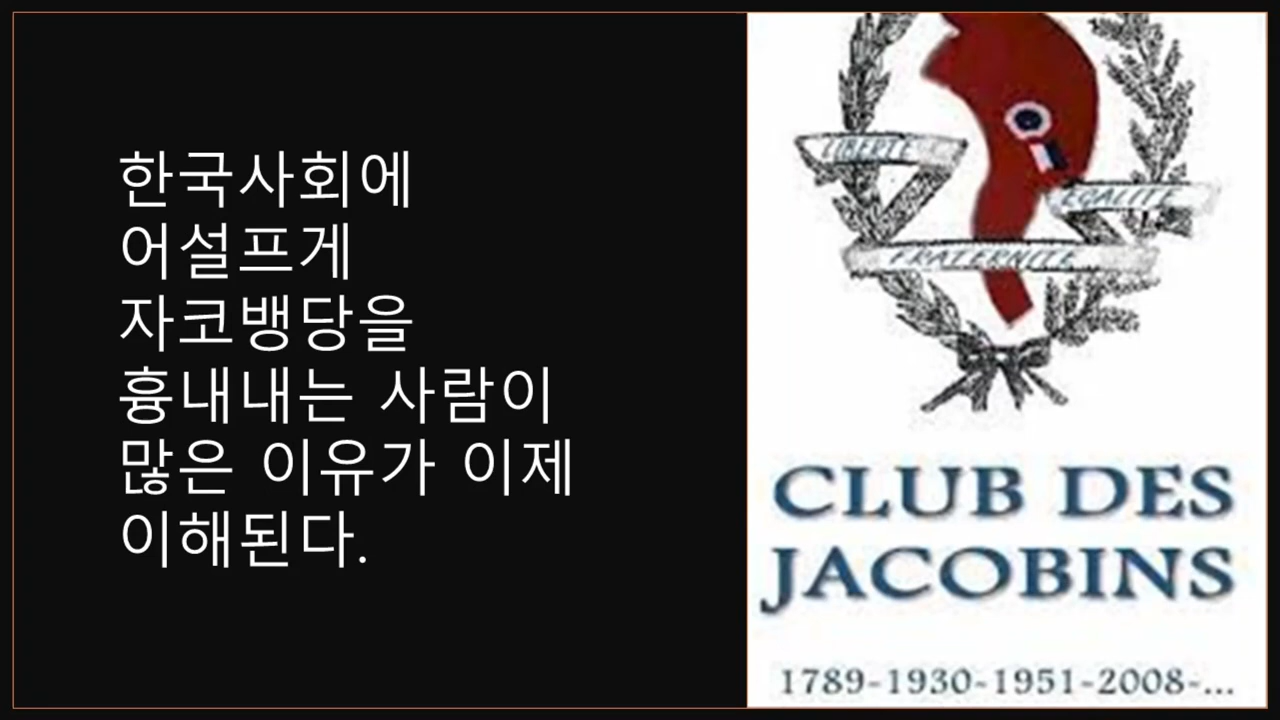 한국사회에
어설프게
자코뱅당을
흉내내는 사람이
많은 이유가 이제
이해된다.
LIBERTE
EGALITE
FRATERNITE
CLUB DES
JACOBINS
1789-1930-1951-2008-...